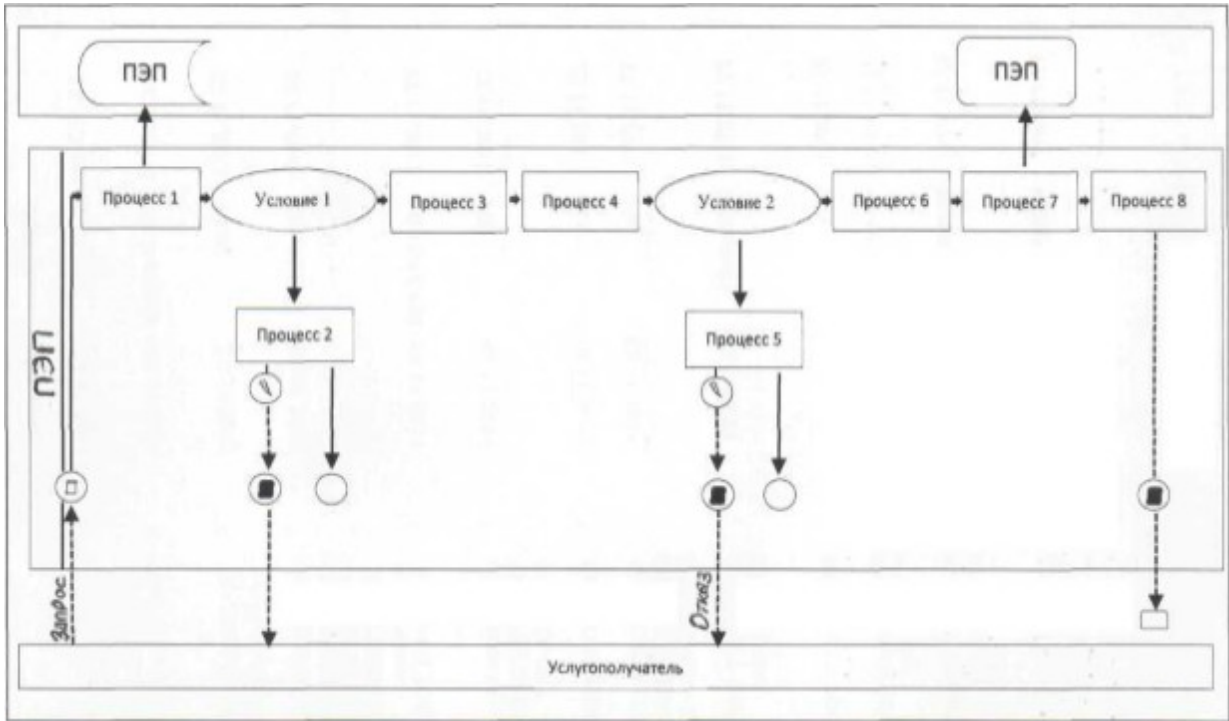 ПЭП
ПЭП
Процесс 1
Условие 1
Процесс 3
Процесс 4
Условие 2
Процесс 6
Процесс 7
Процесс 8
Процесс 2
Процесс 5
ПЭП
Запрос
Отказ
Услугополучатель